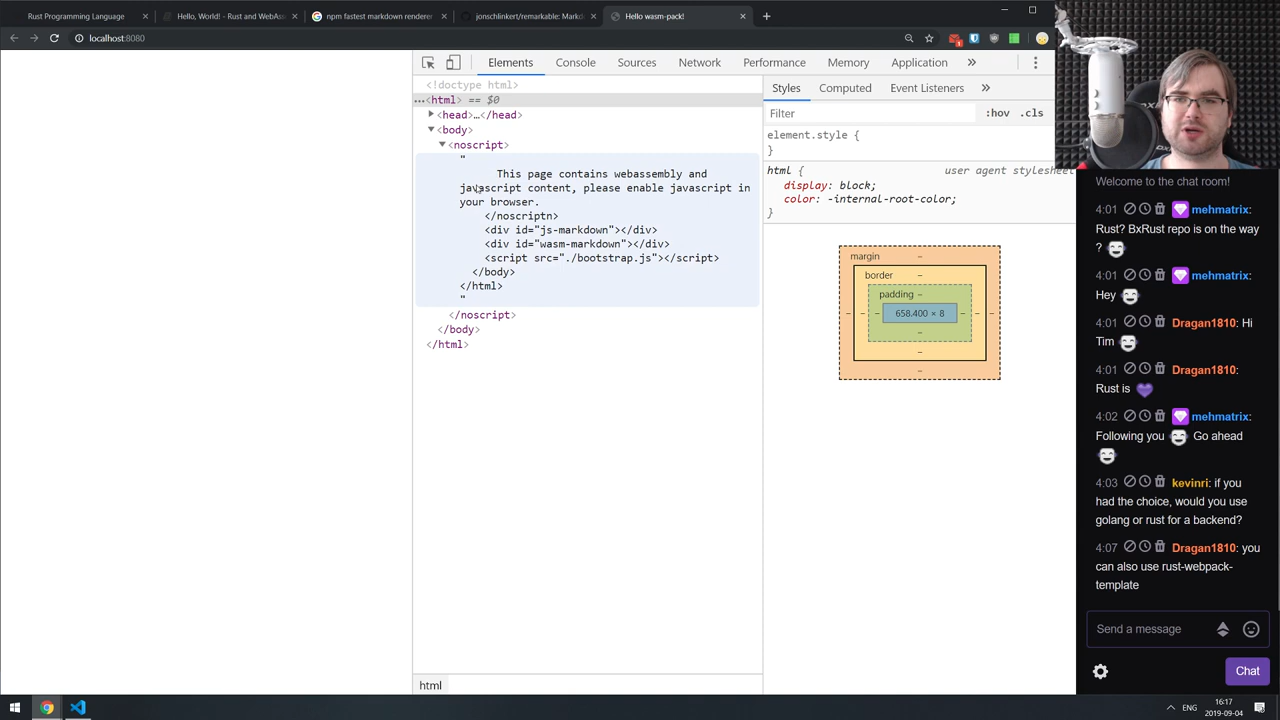 Rust Programming Language
Hello, World! - Rust and WebAss
npm fastest markdown renderer
jonschlinkert/remarkable: Markd
Hello wasm-pack!
localhost:8080
Elements Console Sources Network Performance Memory Application »
<!doctype html>
...<html> == $0
<head>…</head>
<body>
<noscript>
"
This page contains webassembly and
javascript content, please enable javascript in
your browser.
</noscriptn>
<div id="js-markdown"></div>
<div id="wasm-markdown"></div>
<script src="./bootstrap.js"></script>
</body>
</html>
"
</noscript>
</body>
</html>
html
Styles Computed Event Listeners »
Filter :hov .cls
element.style {
}
html { user agent stylesheet
display: block;
color: -internal-root-color;
}
margin –
border –
padding –
658.400 × 8
Welcome to the chat room!
4:01 mehmatrix:
Rust? BxRust repo is on the way
?
4:01 mehmatrix:
Hey
4:01 Dragan1810: Hi
Tim
4:01 Dragan1810:
Rust is
4:02 mehmatrix:
Following you Go ahead
4:03 kevinri: if you
had the choice, would you use
golang or rust for a backend?
4:07 Dragan1810: you
can also use rust-webpack-
template
Send a message
Chat
ENG
16:17
2019-09-04